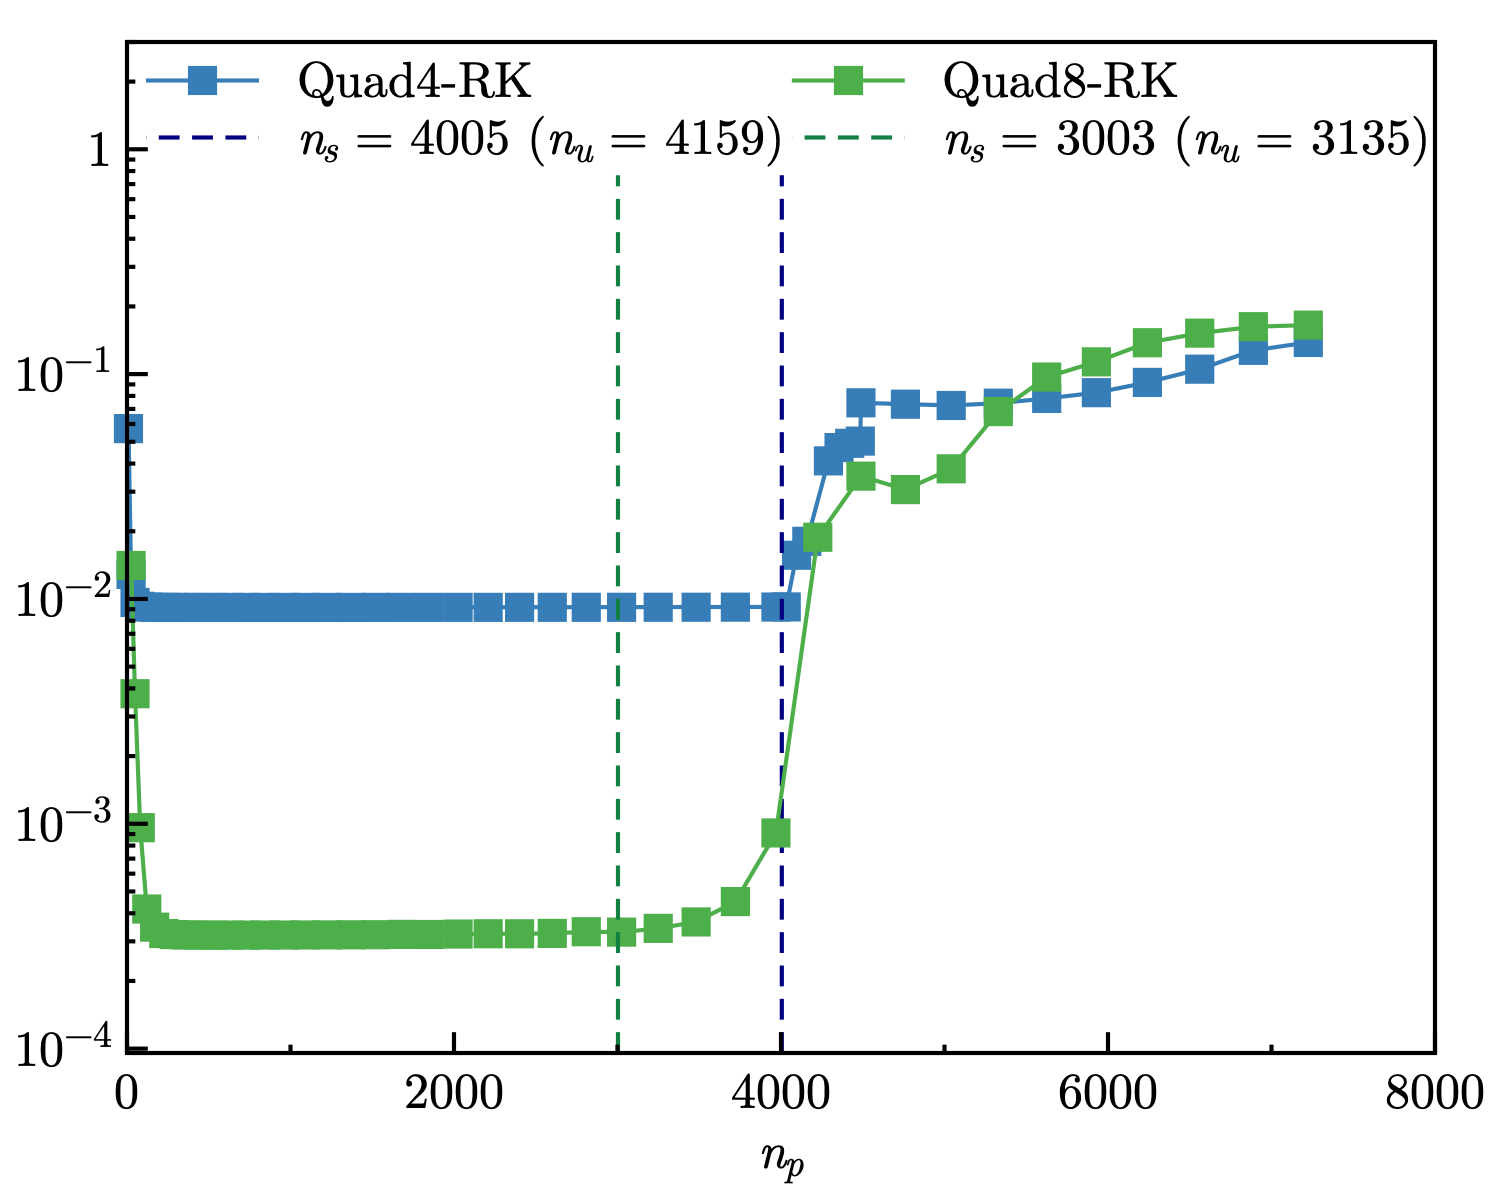 Quad4-RK Quad8-RK
n_s = 4005 (n_u = 4159) n_s = 3003 (n_u = 3135)
1
10^{-1}
10^{-2}
10^{-3}
10^{-4}
0 2000 4000 6000 8000
n_p